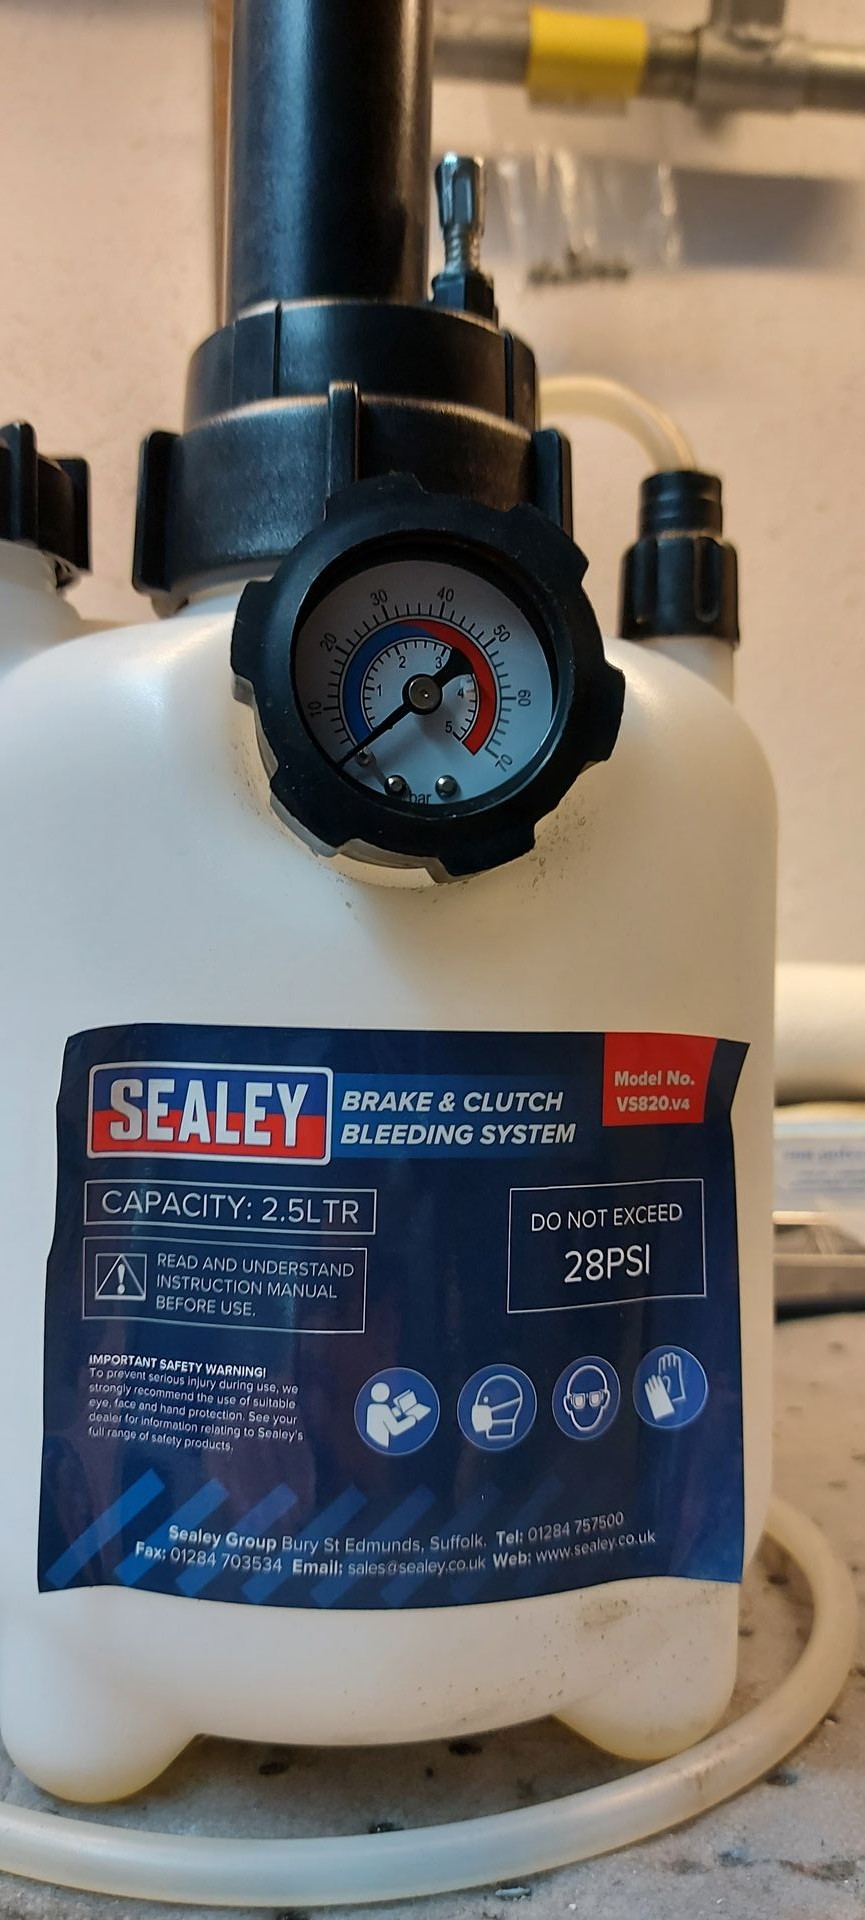 10
20
30
40
50
60
70
1
2
3
4
5
bar
SEALEY
BRAKE & CLUTCH
BLEEDING SYSTEM
Model No.
VS820.V4
CAPACITY: 2.5LTR
DO NOT EXCEED
28PSI
READ AND UNDERSTAND
INSTRUCTION MANUAL
BEFORE USE.
IMPORTANT SAFETY WARNING!
To prevent serious injury during use, we
strongly recommend the use of suitable
eye, face and hand protection. See your
dealer for information relating to Sealey's
full range of safety products.
Sealey Group Bury St Edmunds, Suffolk. Tel: 01284 757500
Fax: 01284 703534 Email: sales@sealey.co.uk Web: www.sealey.co.uk